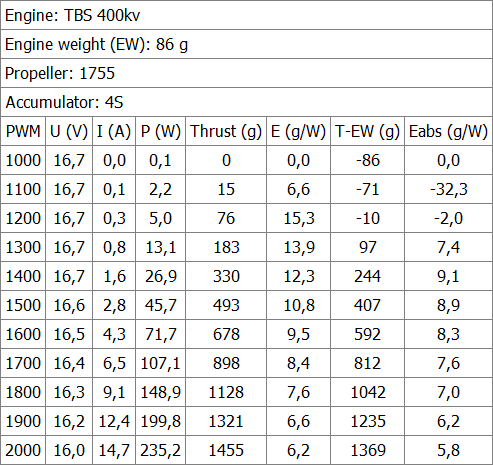 Engine: TBS 400kv
Engine weight (EW): 86 g
Propeller: 1755
Accumulator: 4S
PWM U (V) I (A) P (W) Thrust (g) E (g/W) T-EW (g) Eabs (g/W)
1000 16,7 0,0 0,1 0 0,0 -86 0,0
1100 16,7 0,1 2,2 15 6,6 -71 -32,3
1200 16,7 0,3 5,0 76 15,3 -10 -2,0
1300 16,7 0,8 13,1 183 13,9 97 7,4
1400 16,7 1,6 26,9 330 12,3 244 9,1
1500 16,6 2,8 45,7 493 10,8 407 8,9
1600 16,5 4,3 71,7 678 9,5 592 8,3
1700 16,4 6,5 107,1 898 8,4 812 7,6
1800 16,3 9,1 148,9 1128 7,6 1042 7,0
1900 16,2 12,4 199,8 1321 6,6 1235 6,2
2000 16,0 14,7 235,2 1455 6,2 1369 5,8